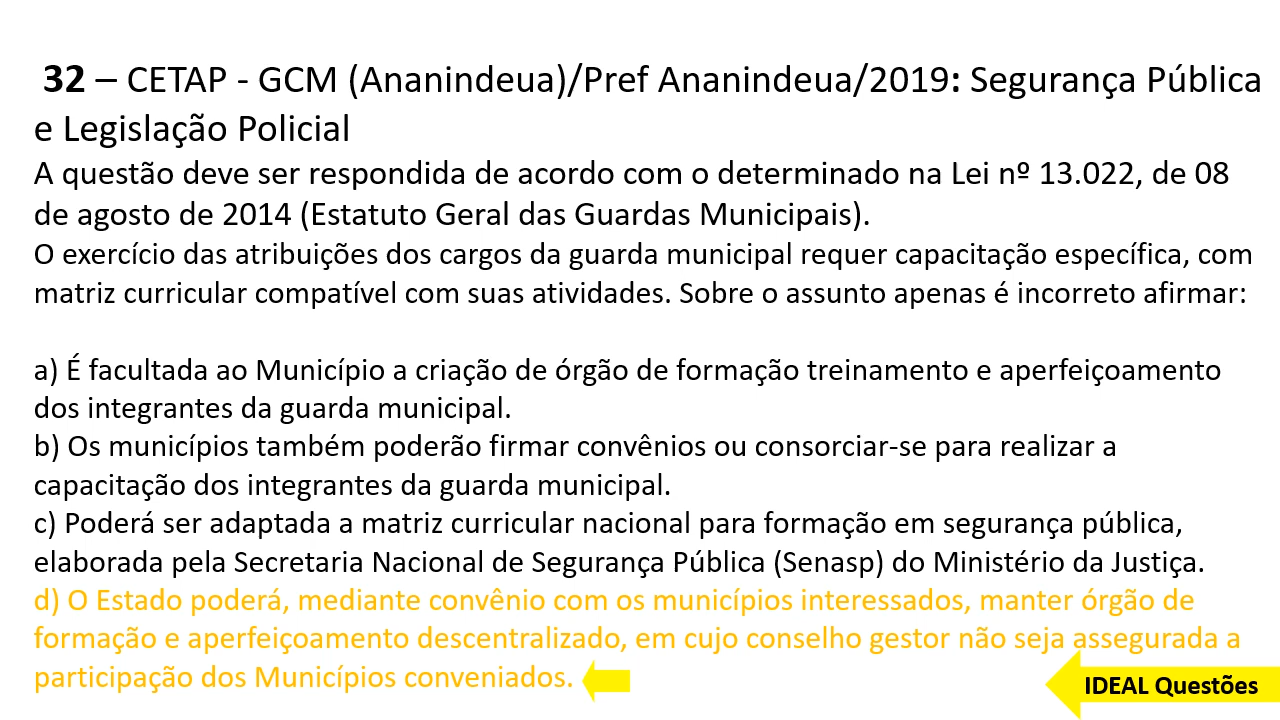 32 – CETAP - GCM (Ananindeua)/Pref Ananindeua/2019: Segurança Pública
e Legislação Policial
A questão deve ser respondida de acordo com o determinado na Lei nº 13.022, de 08
de agosto de 2014 (Estatuto Geral das Guardas Municipais).
O exercício das atribuições dos cargos da guarda municipal requer capacitação específica, com
matriz curricular compatível com suas atividades. Sobre o assunto apenas é incorreto afirmar:
a) É facultada ao Município a criação de órgão de formação treinamento e aperfeiçoamento
dos integrantes da guarda municipal.
b) Os municípios também poderão firmar convênios ou consorciar-se para realizar a
capacitação dos integrantes da guarda municipal.
c) Poderá ser adaptada a matriz curricular nacional para formação em segurança pública,
elaborada pela Secretaria Nacional de Segurança Pública (Senasp) do Ministério da Justiça.
d) O Estado poderá, mediante convênio com os municípios interessados, manter órgão de
formação e aperfeiçoamento descentralizado, em cujo conselho gestor não seja assegurada a
participação dos Municípios conveniados.
IDEAL Questões